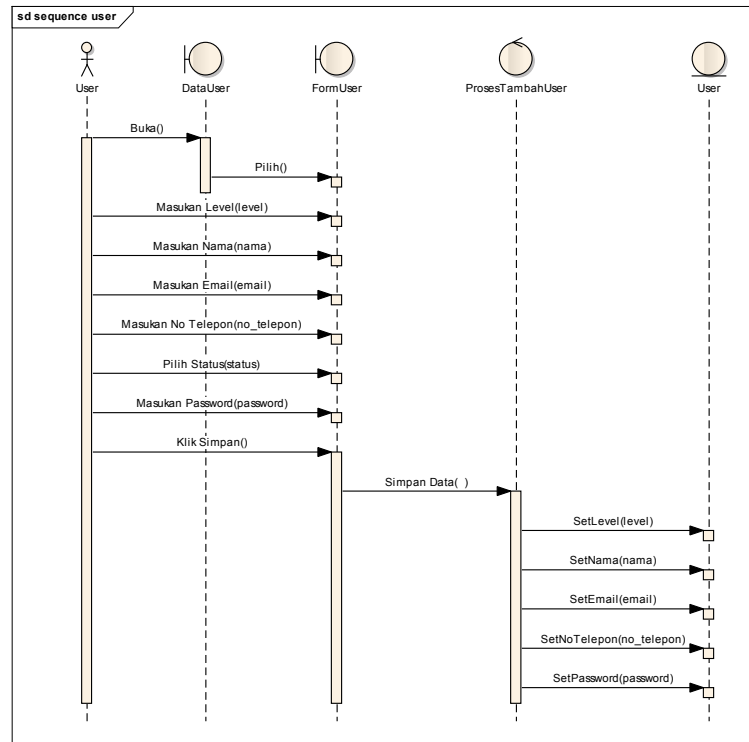 sd sequence user
User
DataUser
FormUser
ProsesTambahUser
User
Buka()
Pilih()
Masukan Level(level)
Masukan Nama(nama)
Masukan Email(email)
Masukan No Telepon(no_telepon)
Pilih Status(status)
Masukan Password(password)
Klik Simpan()
Simpan Data( )
SetLevel(level)
SetNama(nama)
SetEmail(email)
SetNoTelepon(no_telepon)
SetPassword(password)